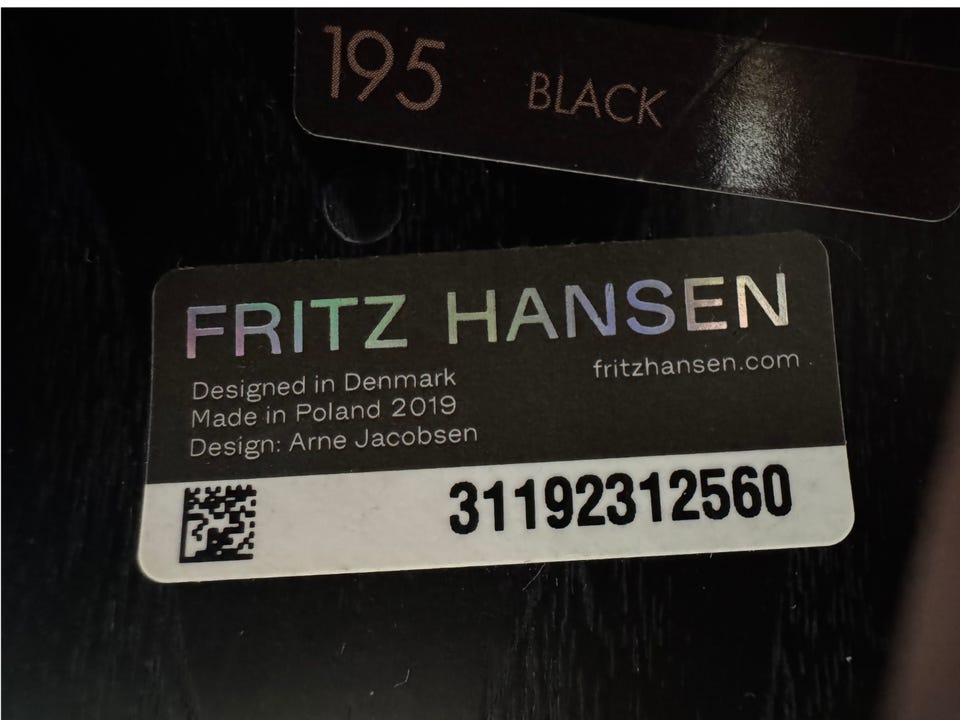 195 BLACK
FRITZ HANSEN
fritzhansen.com
Designed in Denmark
Made in Poland 2019
Design: Arne Jacobsen
31192312560